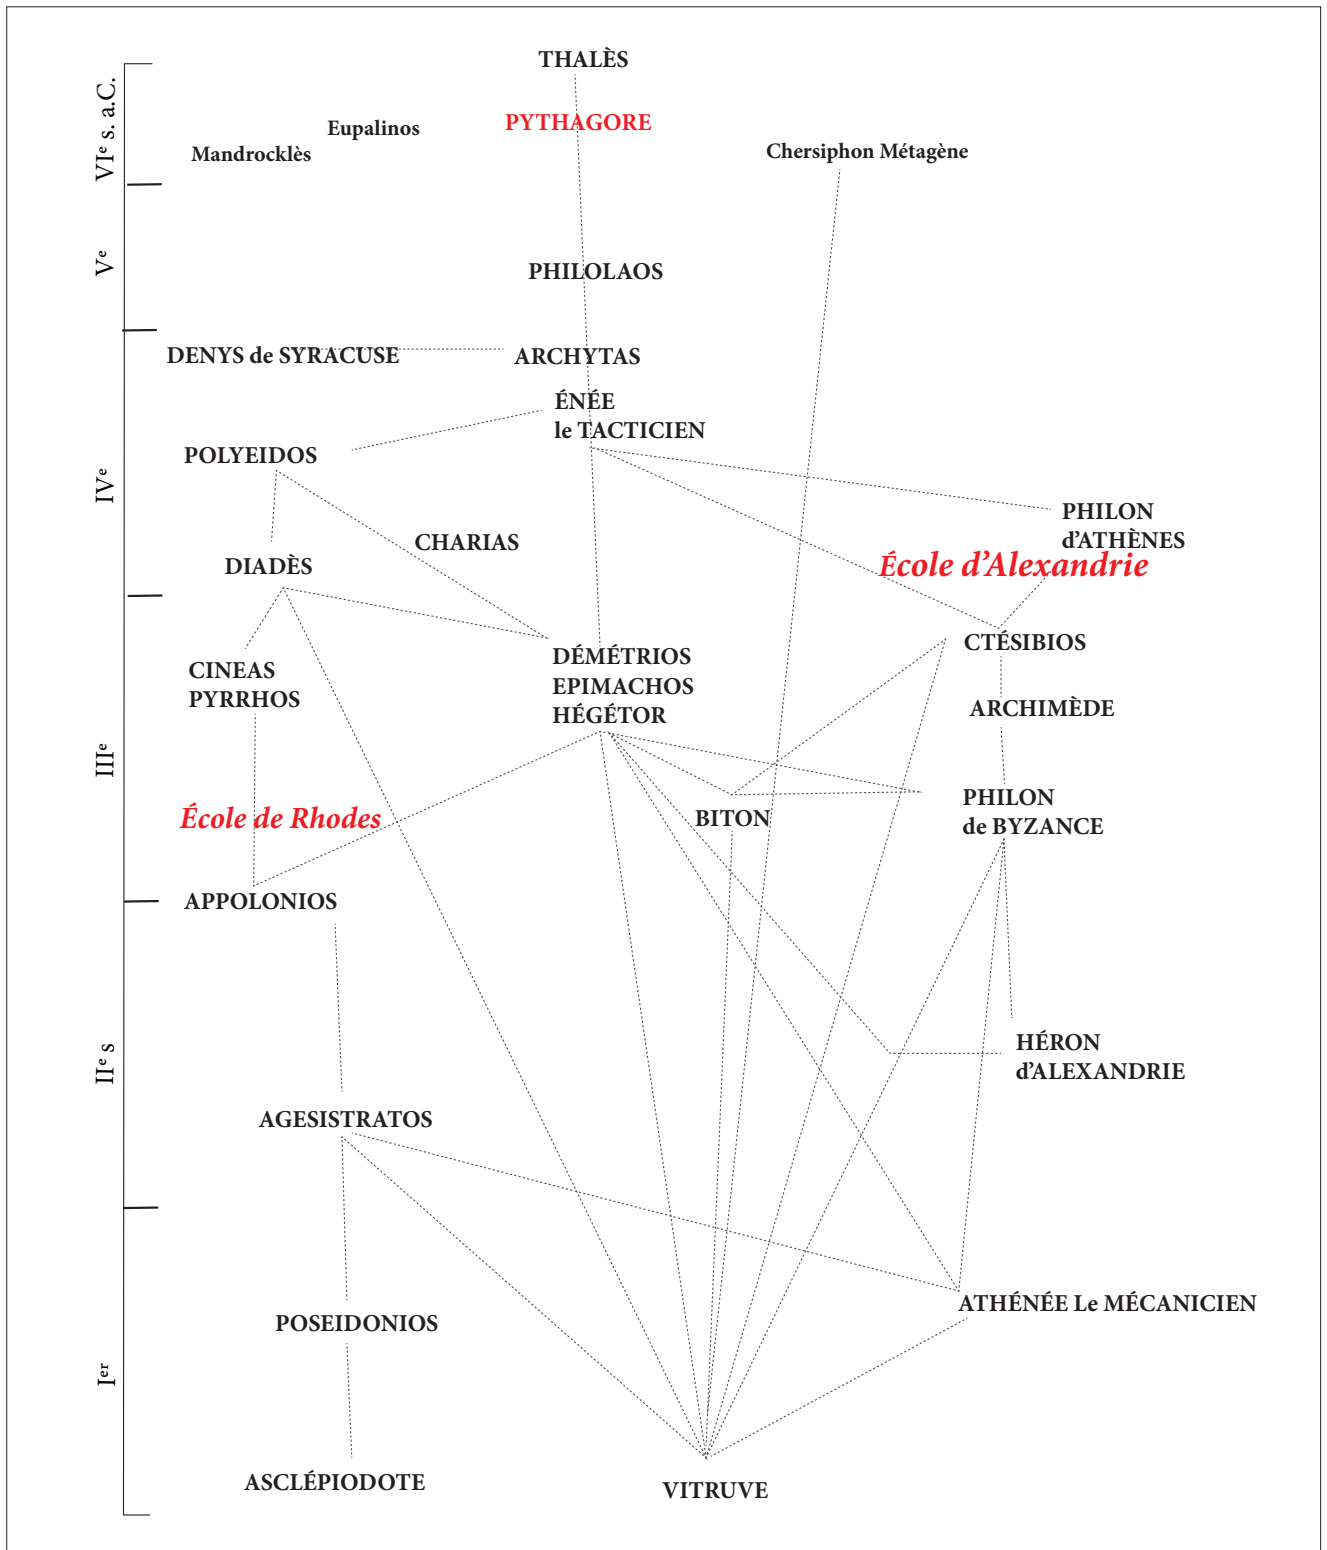 THALÈS
VIᵉ s. a.C.
PYTHAGORE
Eupalinos
Mandrocklès
Chersiphon Métagène
Vᵉ
PHILOLAOS
DENYS de SYRACUSE
ARCHYTAS
ÉNÉE
le TACTICIEN
POLYEIDOS
IVᵉ
PHILON
d’ATHÈNES
CHARIAS
DIADÈS
École d’Alexandrie
CTÉSIBIOS
DÉMÉTRIOS
EPIMACHOS
HÉGÉTOR
CINEAS
PYRRHOS
ARCHIMÈDE
IIIᵉ
PHILON
de BYZANCE
École de Rhodes
BITON
APPOLONIOS
IIᵉ s
HÉRON
d’ALEXANDRIE
AGESISTRATOS
ATHÉNÉE Le MÉCANICIEN
POSEIDONIOS
Iᵉʳ
ASCLÉPIODOTE
VITRUVE